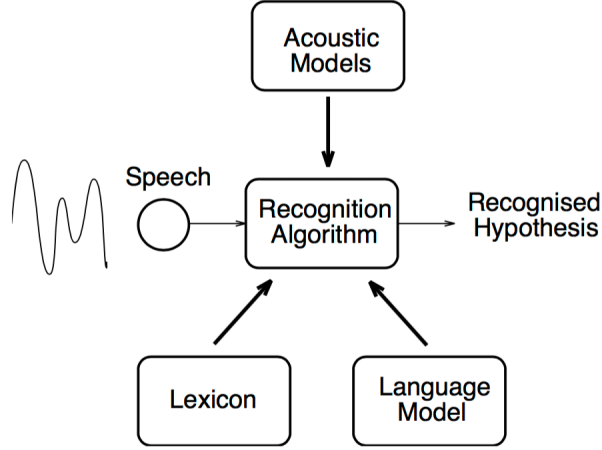 Acoustic
Models
Speech
Recognition
Algorithm
Recognised
Hypothesis
Lexicon
Language
Model